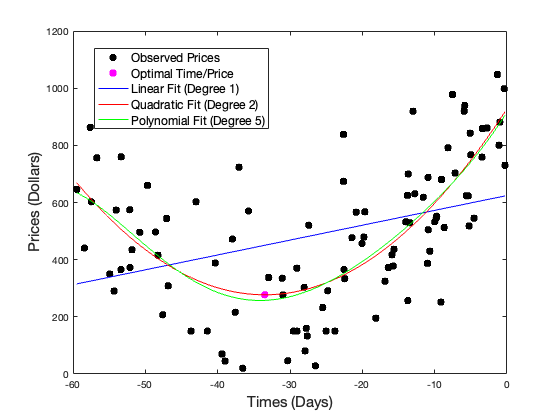 1200
1000
800
600
400
200
0
Prices (Dollars)
Observed Prices
Optimal Time/Price
Linear Fit (Degree 1)
Quadratic Fit (Degree 2)
Polynomial Fit (Degree 5)
-60 -50 -40 -30 -20 -10 0
Times (Days)